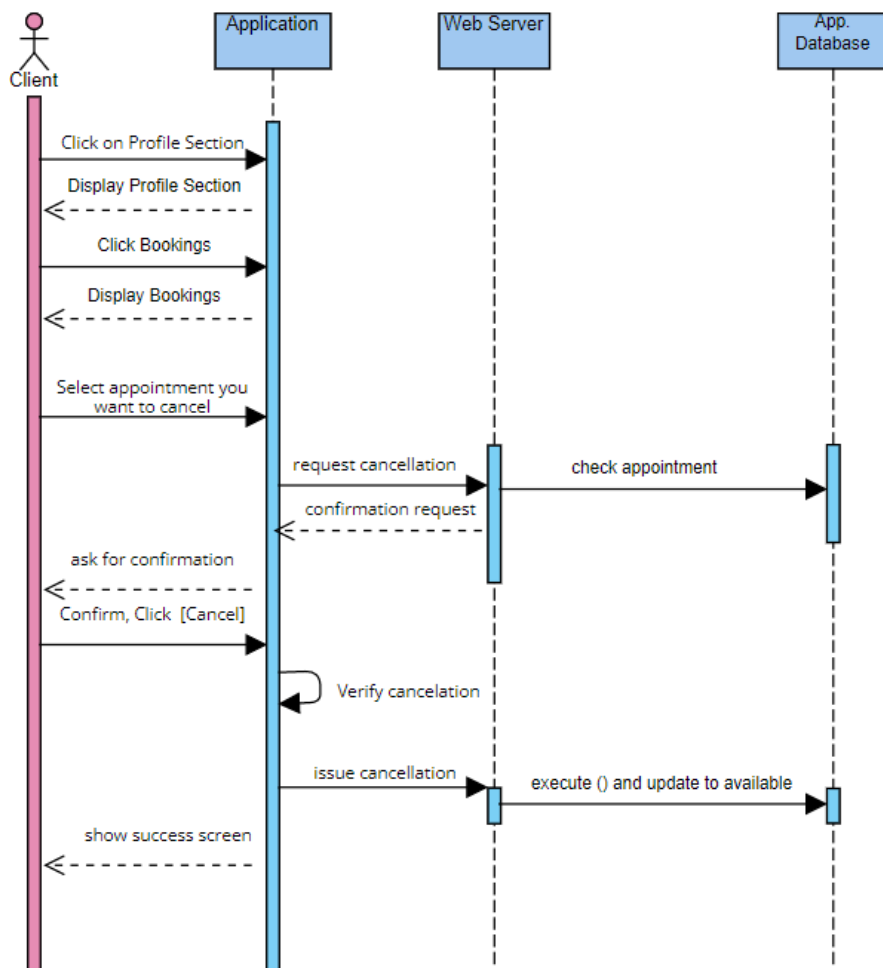 Application
Web Server
App.
Database
Client
Click on Profile Section
Display Profile Section
Click Bookings
Display Bookings
Select appointment you
want to cancel
request cancellation
check appointment
confirmation request
ask for confirmation
Confirm, Click [Cancel]
Verify cancelation
issue cancellation
execute () and update to available
show success screen